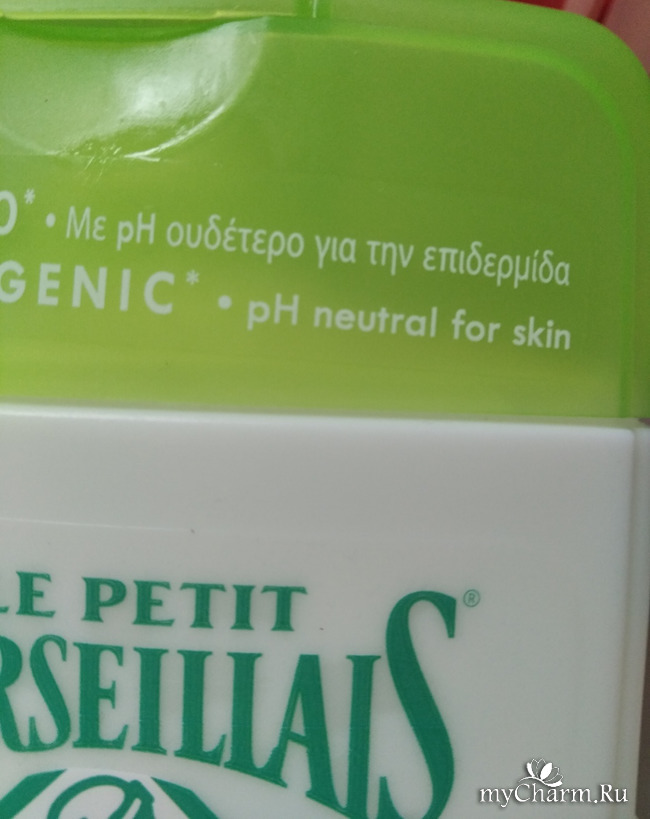 Ο* • Με pH ουδέτερο για την επιδερμίδα
GENIC* • pH neutral for skin
LE PETIT
RSEILLAIS®
myCharm.Ru